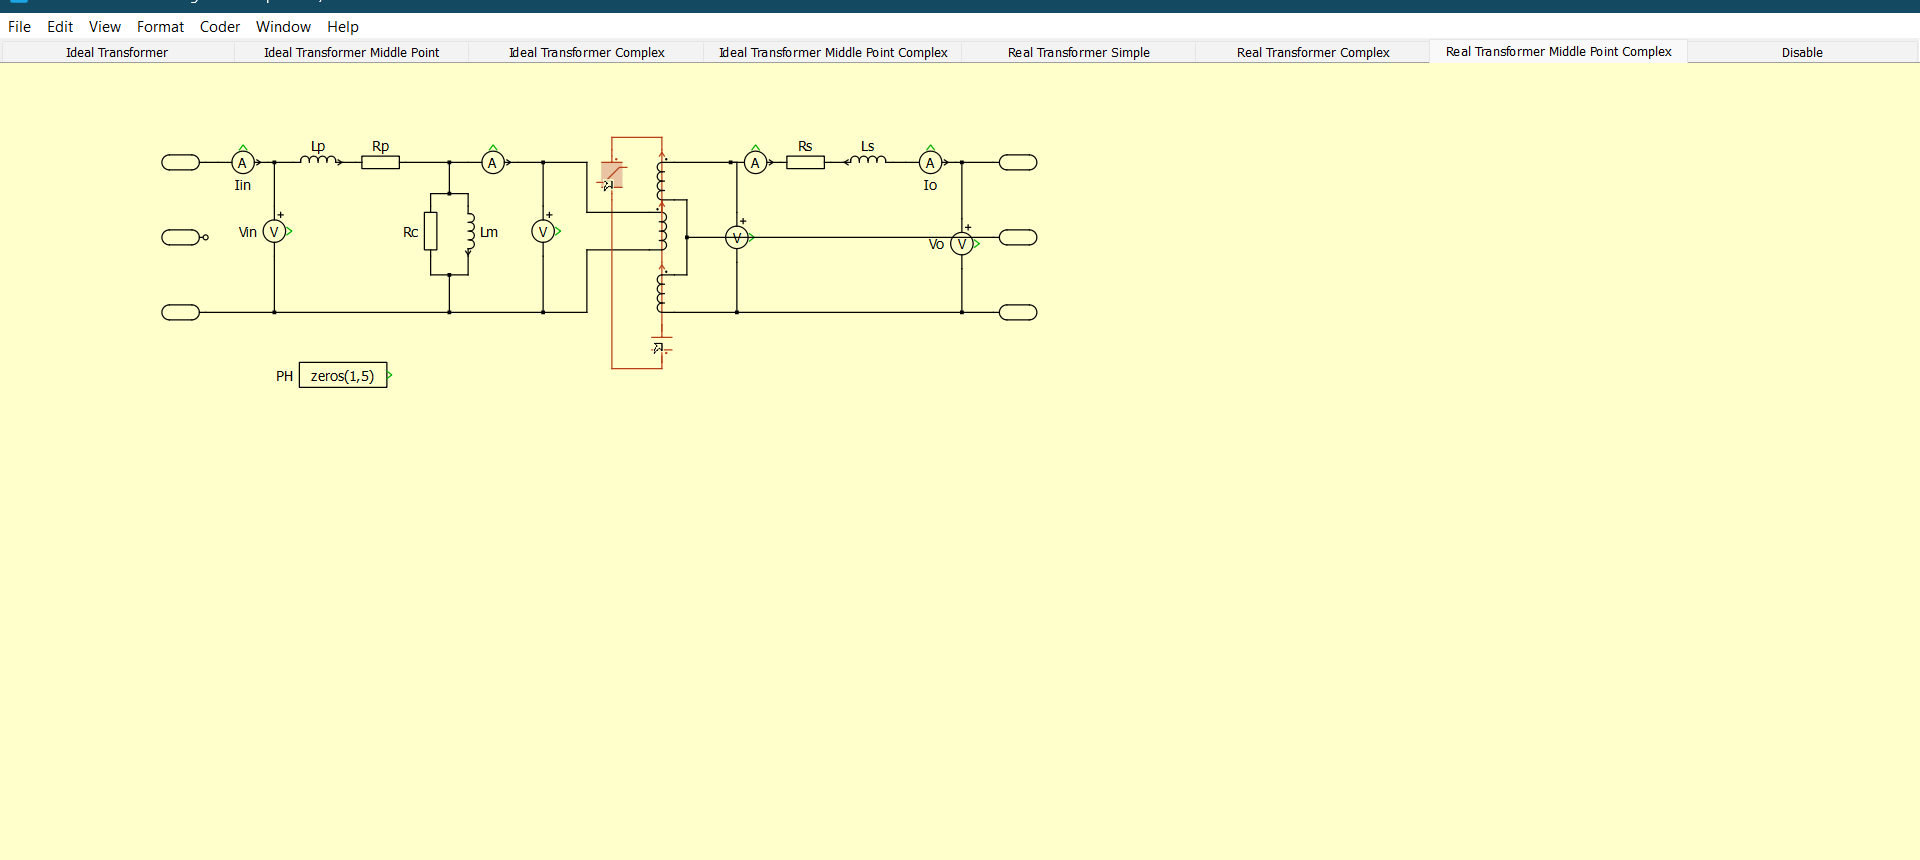 File Edit View Format Coder Window Help
Ideal Transformer Ideal Transformer Middle Point Ideal Transformer Complex Ideal Transformer Middle Point Complex Real Transformer Simple Real Transformer Complex Real Transformer Middle Point Complex Disable
Lp Rp Rs Ls
A A A A
Iin Io
Vin V Rc Lm V V Vo V
PH zeros(1,5)